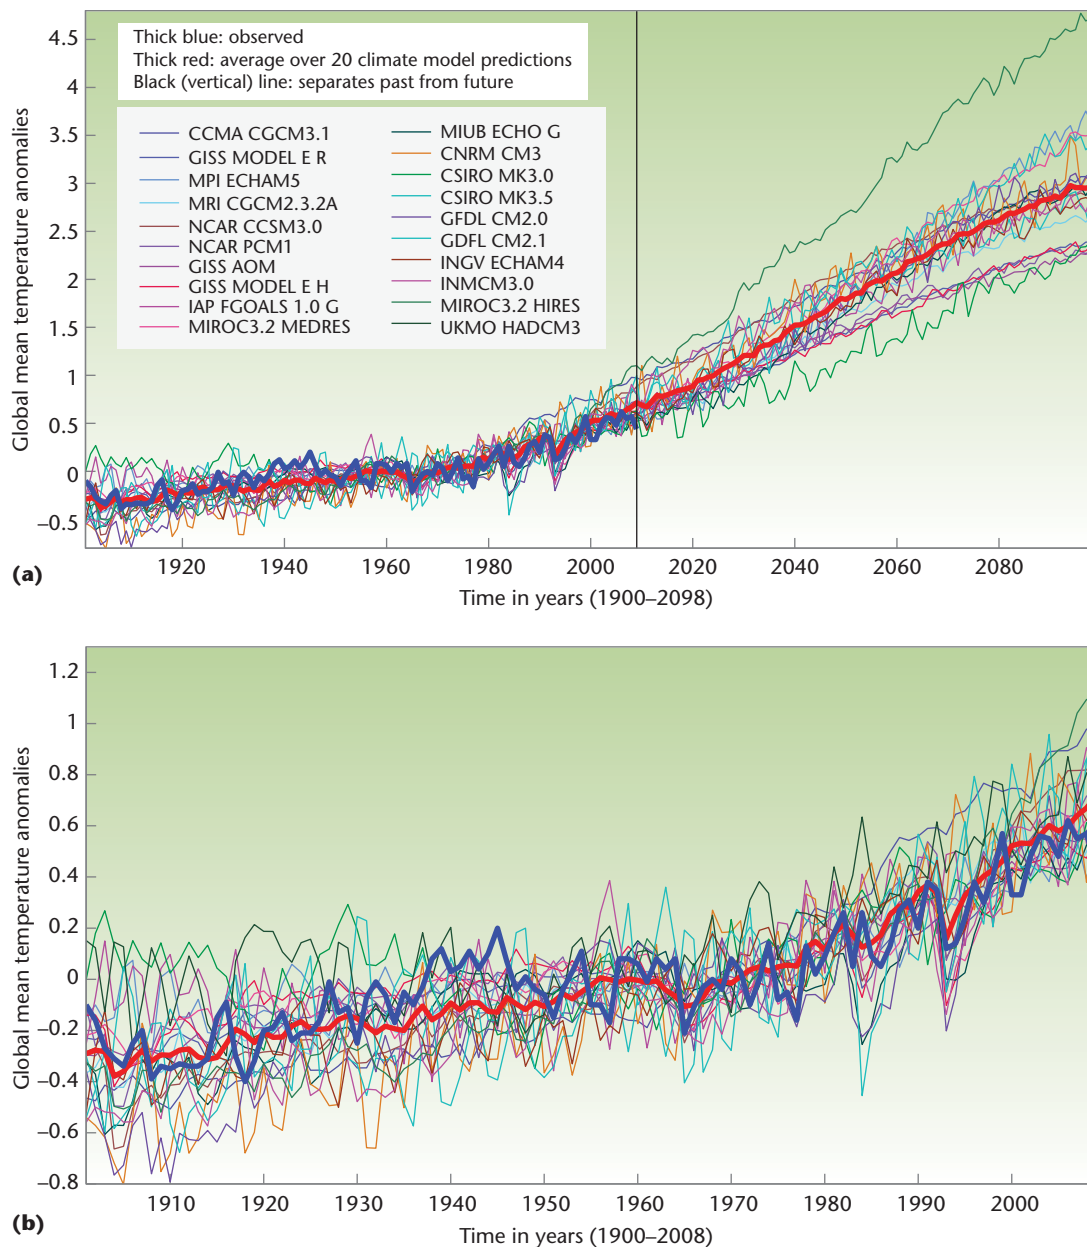 Thick blue: observed
Thick red: average over 20 climate model predictions
Black (vertical) line: separates past from future
CCMA CGCM3.1
GISS MODEL E R
MPI ECHAM5
MRI CGCM2.3.2A
NCAR CCSM3.0
NCAR PCM1
GISS AOM
GISS MODEL E H
IAP FGOALS 1.0 G
MIROC3.2 MEDRES
MIUB ECHO G
CNRM CM3
CSIRO MK3.0
CSIRO MK3.5
GFDL CM2.0
GDFL CM2.1
INGV ECHAM4
INMCM3.0
MIROC3.2 HIRES
UKMO HADCM3
Global mean temperature anomalies
4.5
4
3.5
3
2.5
2
1.5
1
0.5
0
–0.5
1920 1940 1960 1980 2000 2020 2040 2060 2080
(a)
Time in years (1900–2098)
Global mean temperature anomalies
1.2
1
0.8
0.6
0.4
0.2
0
–0.2
–0.4
–0.6
–0.8
1910 1920 1930 1940 1950 1960 1970 1980 1990 2000
(b)
Time in years (1900–2008)